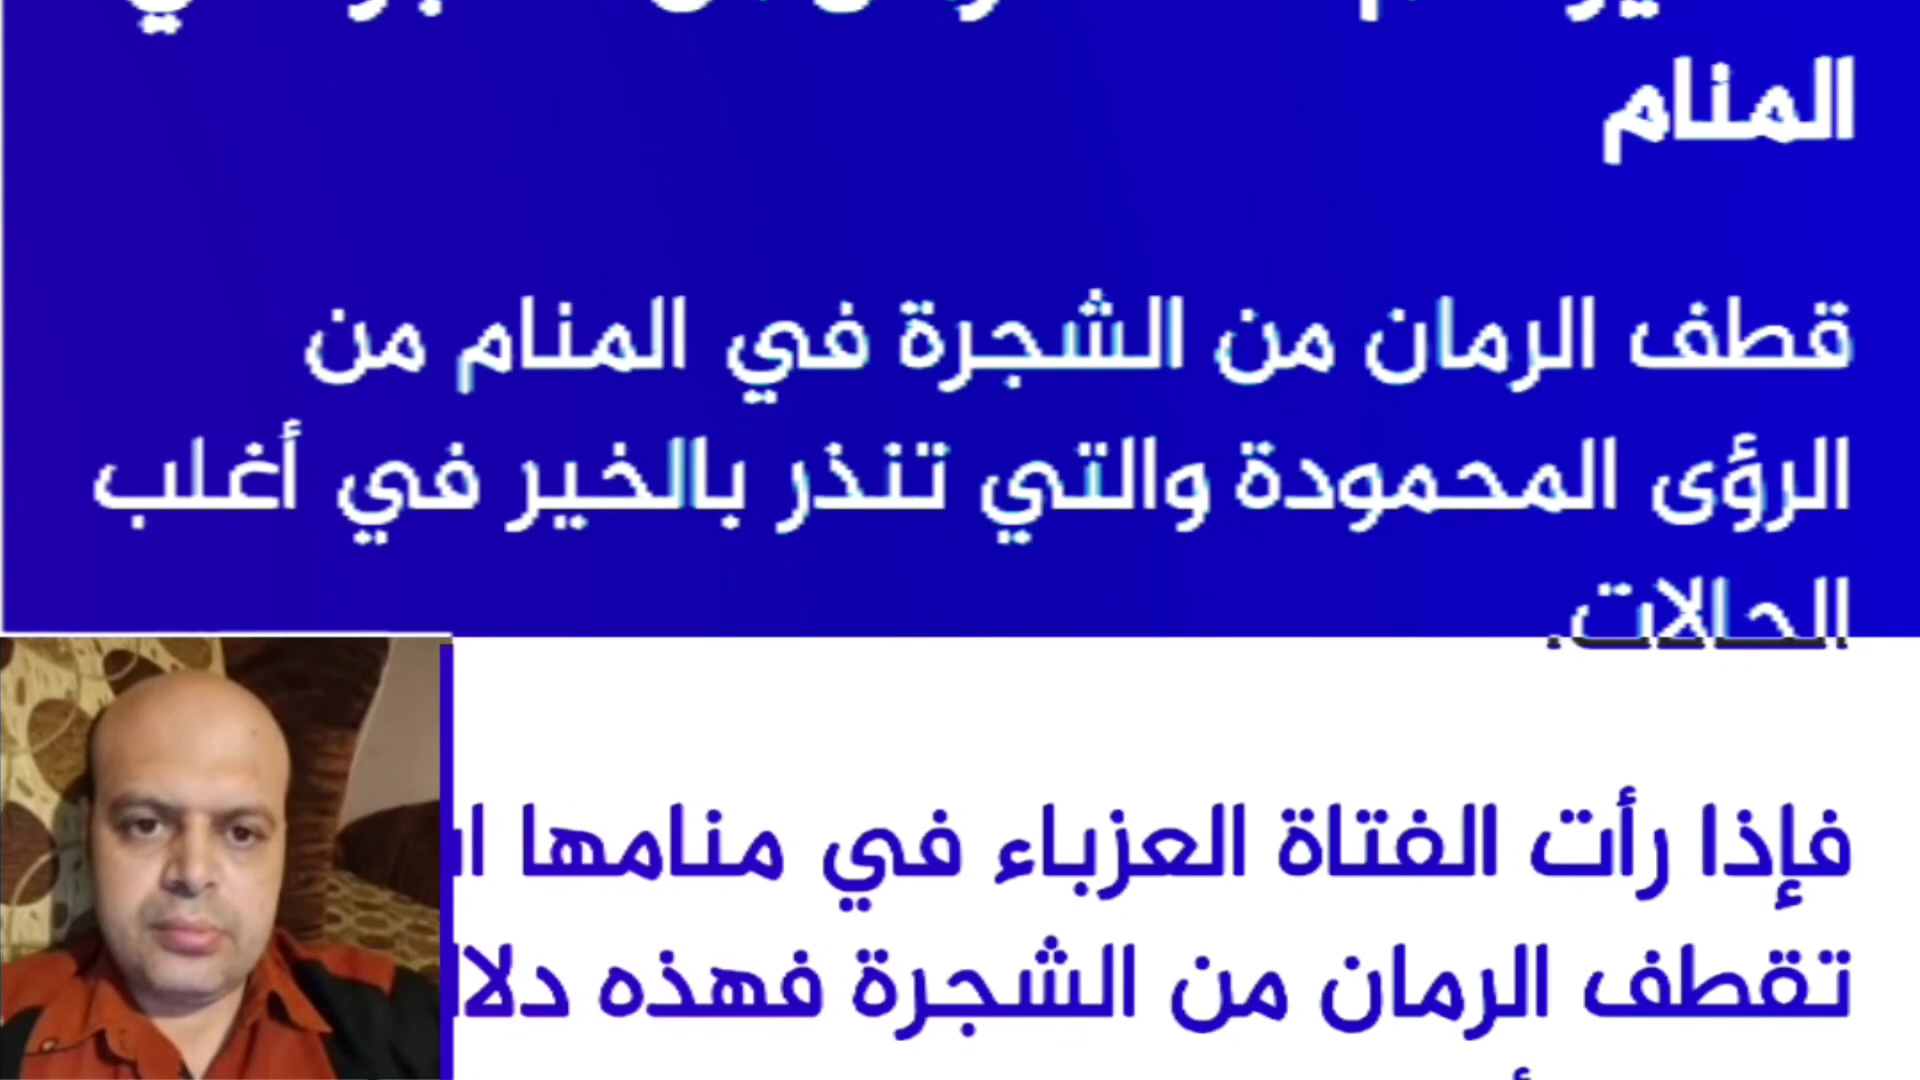 المنام
قطف الرمان من الشجرة في المنام من
الرؤى المحمودة والتي تنذر بالخير في أغلب
الحالات.
فإذا رأت الفتاة العزباء في منامها
تقطف الرمان من الشجرة فهذه